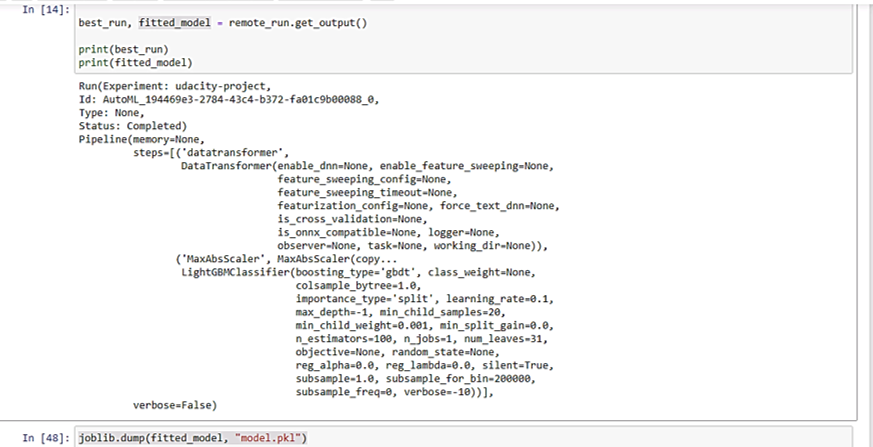 In [14]:
best_run, fitted_model = remote_run.get_output()
print(best_run)
print(fitted_model)
Run(Experiment: udacity-project,
Id: AutoML_194469e3-2784-43c4-b372-fa01c9b00088_0,
Type: None,
Status: Completed)
Pipeline(memory=None,
steps=[('datatransformer',
DataTransformer(enable_dnn=None, enable_feature_sweeping=None,
feature_sweeping_config=None,
feature_sweeping_timeout=None,
featurization_config=None, force_text_dnn=None,
is_cross_validation=None,
is_onnx_compatible=None, logger=None,
observer=None, task=None, working_dir=None)),
('MaxAbsScaler', MaxAbsScaler(copy...
LightGBMClassifier(boosting_type='gbdt', class_weight=None,
colsample_bytree=1.0,
importance_type='split', learning_rate=0.1,
max_depth=-1, min_child_samples=20,
min_child_weight=0.001, min_split_gain=0.0,
n_estimators=100, n_jobs=1, num_leaves=31,
objective=None, random_state=None,
reg_alpha=0.0, reg_lambda=0.0, silent=True,
subsample=1.0, subsample_for_bin=200000,
subsample_freq=0, verbose=-10))],
verbose=False)
In [48]: joblib.dump(fitted_model, "model.pkl")